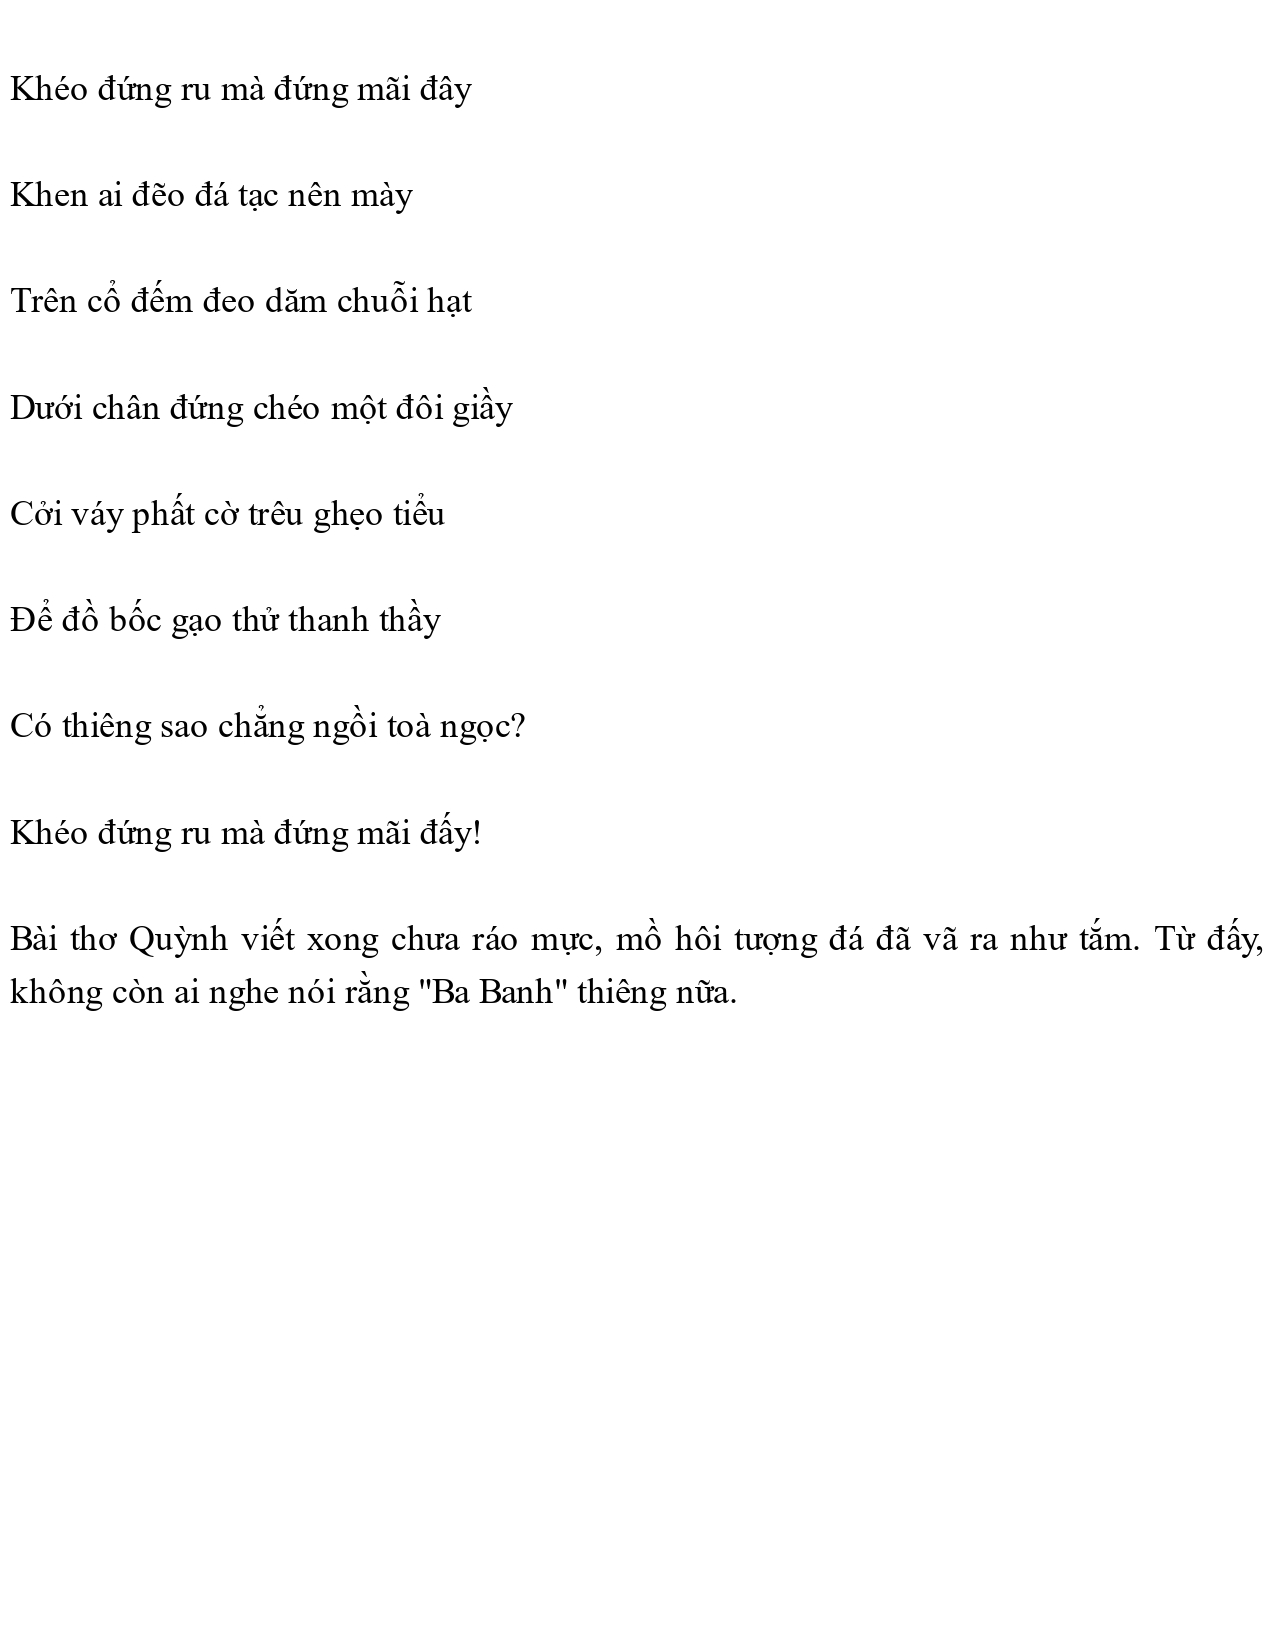 Khéo đứng ru mà đứng mãi đây
Khen ai đẽo đá tạc nên mày
Trên cổ đếm đeo dăm chuỗi hạt
Dưới chân đứng chéo một đôi giầy
Cởi váy phất cờ trêu ghẹo tiểu
Để đồ bốc gạo thử thanh thầy
Có thiêng sao chẳng ngồi toà ngọc?
Khéo đứng ru mà đứng mãi đấy!
Bài thơ Quỳnh viết xong chưa ráo mực, mồ hôi tượng đá đã vã ra như tắm. Từ đấy,
không còn ai nghe nói rằng "Ba Banh" thiêng nữa.